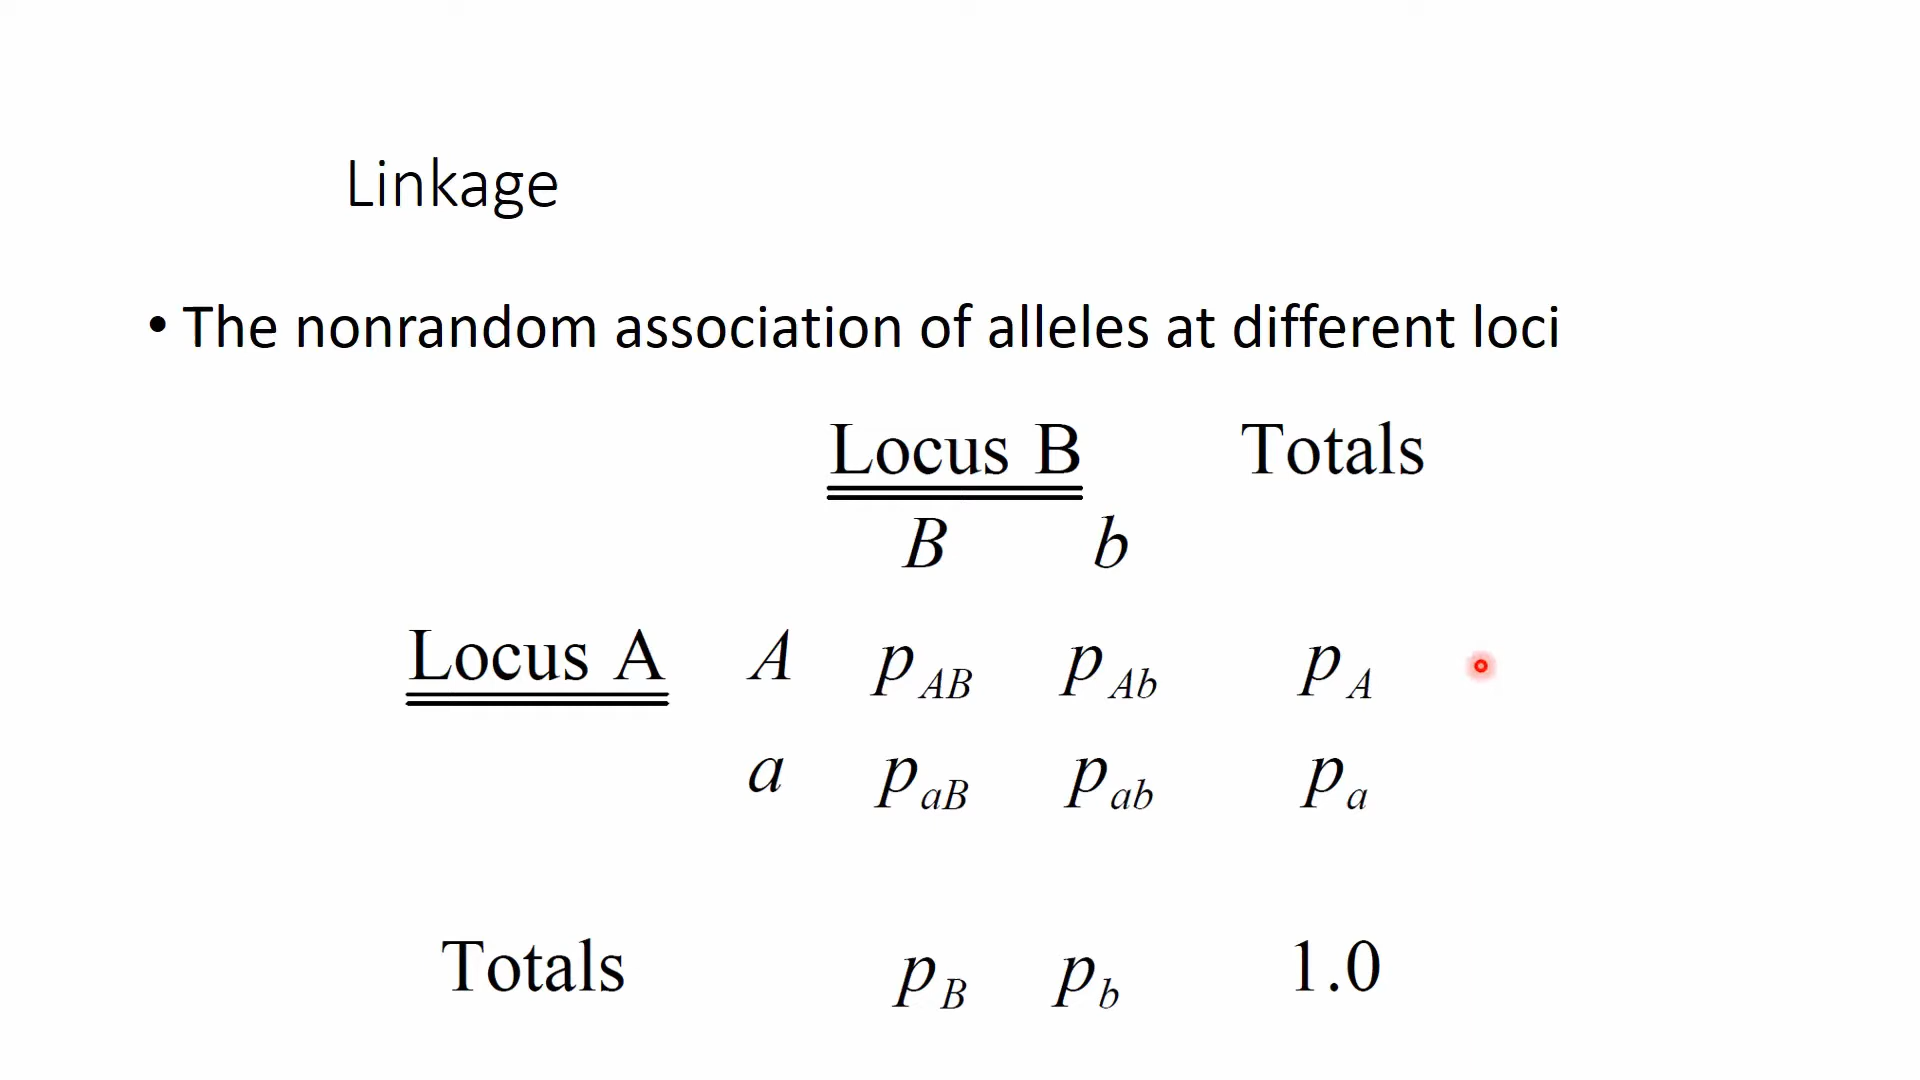 Linkage
• The nonrandom association of alleles at different loci
Locus B Totals
B b
Locus A A p_AB p_Ab p_A
a p_aB p_ab p_a
Totals p_B p_b 1.0